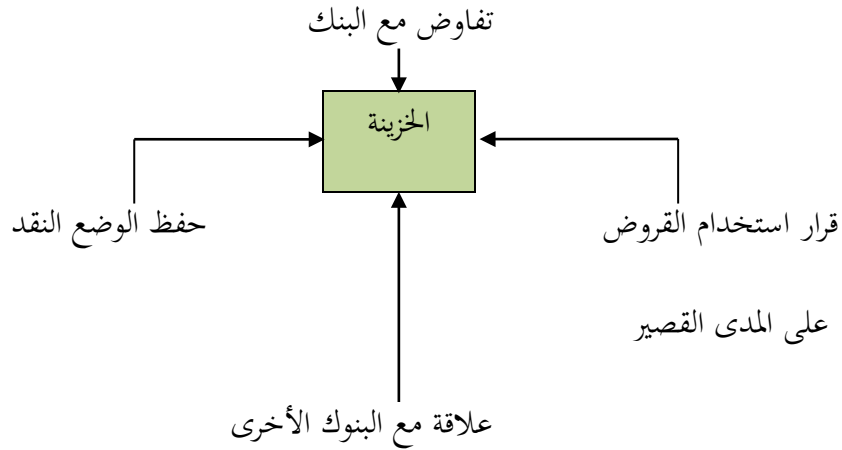 تفاوض مع البنك
الخزينة
قرار استخدام القروض
حفظ الوضع النقد
على المدى القصير
علاقة مع البنوك الأخرى